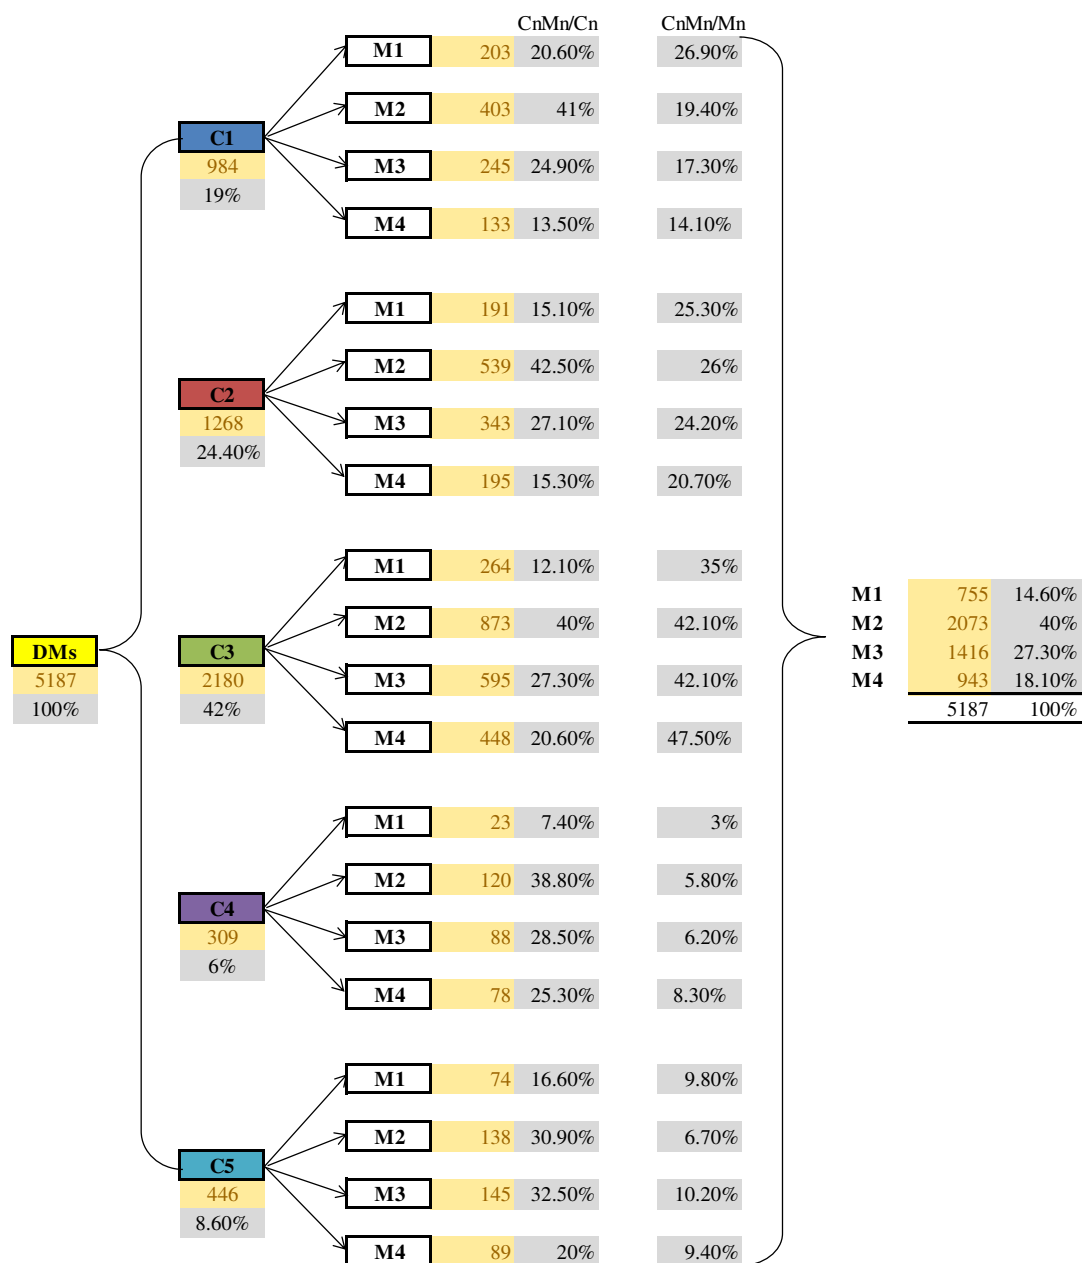 CnMn/Cn CnMn/Mn
M1 203 20.60% 26.90%
M2 403 41% 19.40%
C1
984
19%
M3 245 24.90% 17.30%
M4 133 13.50% 14.10%
M1 191 15.10% 25.30%
M2 539 42.50% 26%
C2
1268
24.40%
M3 343 27.10% 24.20%
M4 195 15.30% 20.70%
M1 264 12.10% 35%
M2 873 40% 42.10%
DMs
5187
100%
C3
2180
42%
M3 595 27.30% 42.10%
M4 448 20.60% 47.50%
M1 755 14.60%
M2 2073 40%
M3 1416 27.30%
M4 943 18.10%
5187 100%
M1 23 7.40% 3%
M2 120 38.80% 5.80%
C4
309
6%
M3 88 28.50% 6.20%
M4 78 25.30% 8.30%
M1 74 16.60% 9.80%
M2 138 30.90% 6.70%
C5
446
8.60%
M3 145 32.50% 10.20%
M4 89 20% 9.40%